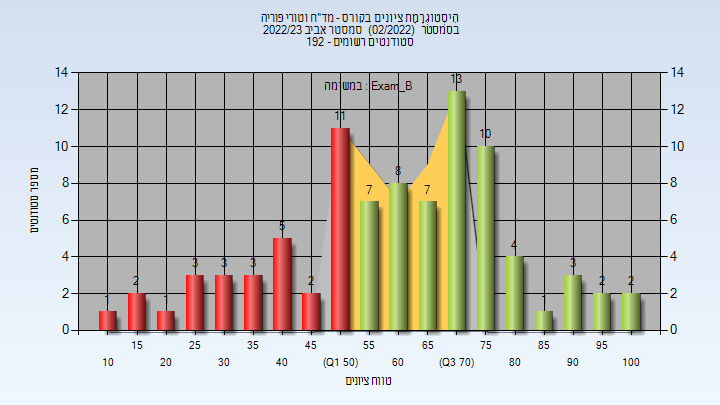 היסטוגרמת ציונים בקורס - מד"ח וטורי פוריה
בסמסטר (02/2022) סמסטר אביב 2022/23
סטודנטים רשומים - 192
במשימה : Exam_B
מספר סטודנטים
14 14
12 12
10 10
8 8
6 6
4 4
2 2
0 0
1 2 1 3 3 3 5 2 11 7 8 7 13 10 4 1 3 2 2
15 25 35 45 55 65 75 85 95
10 20 30 40 (Q1 50) 60 (Q3 70) 80 90 100
טווח ציונים